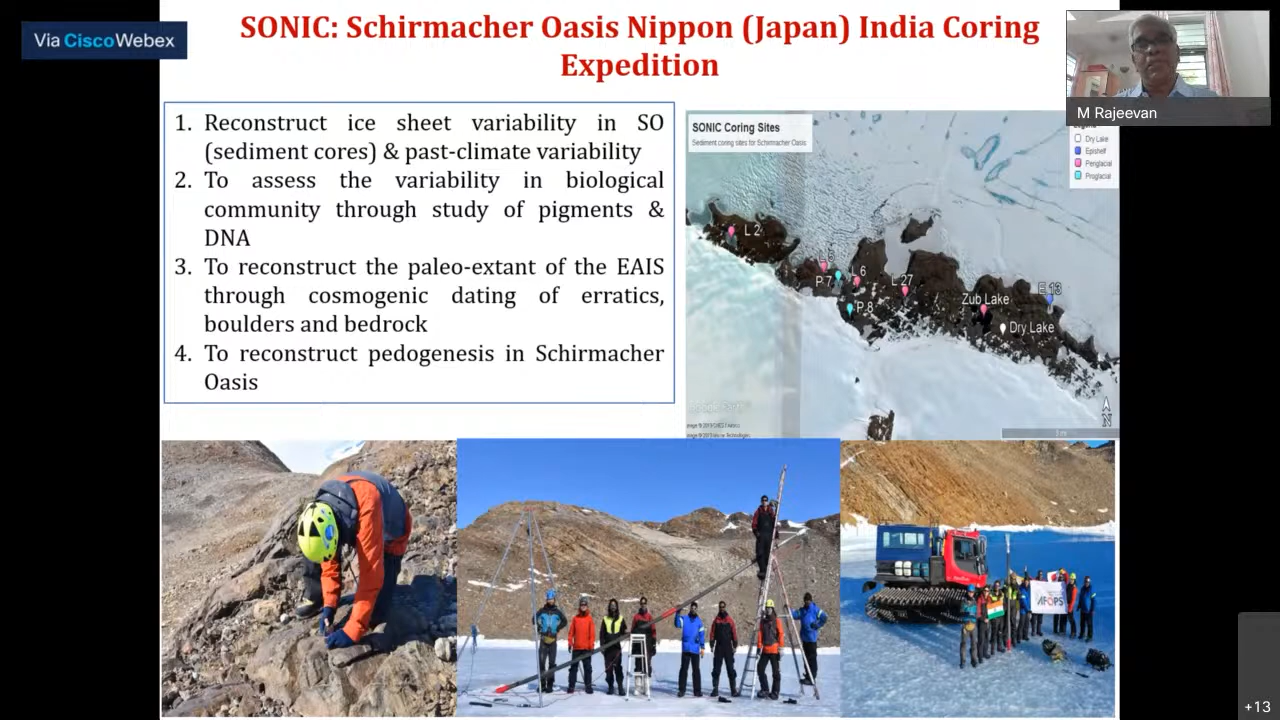 Via Cisco Webex
SONIC: Schirmacher Oasis Nippon (Japan) India Coring
Expedition
M Rajeevan
1. Reconstruct ice sheet variability in SO
(sediment cores) & past-climate variability
2. To assess the variability in biological
community through study of pigments &
DNA
3. To reconstruct the paleo-extant of the EAIS
through cosmogenic dating of erratics,
boulders and bedrock
4. To reconstruct pedogenesis in Schirmacher
Oasis
SONIC Coring Sites
Sediment coring sites for Schirmacher Oasis
Dry Lake
Epishelf
Periglacial
Proglacial
L 2
L 6
P 7
L 27
P 8
Zub Lake
E 13
Dry Lake
N
AFOPS
+13